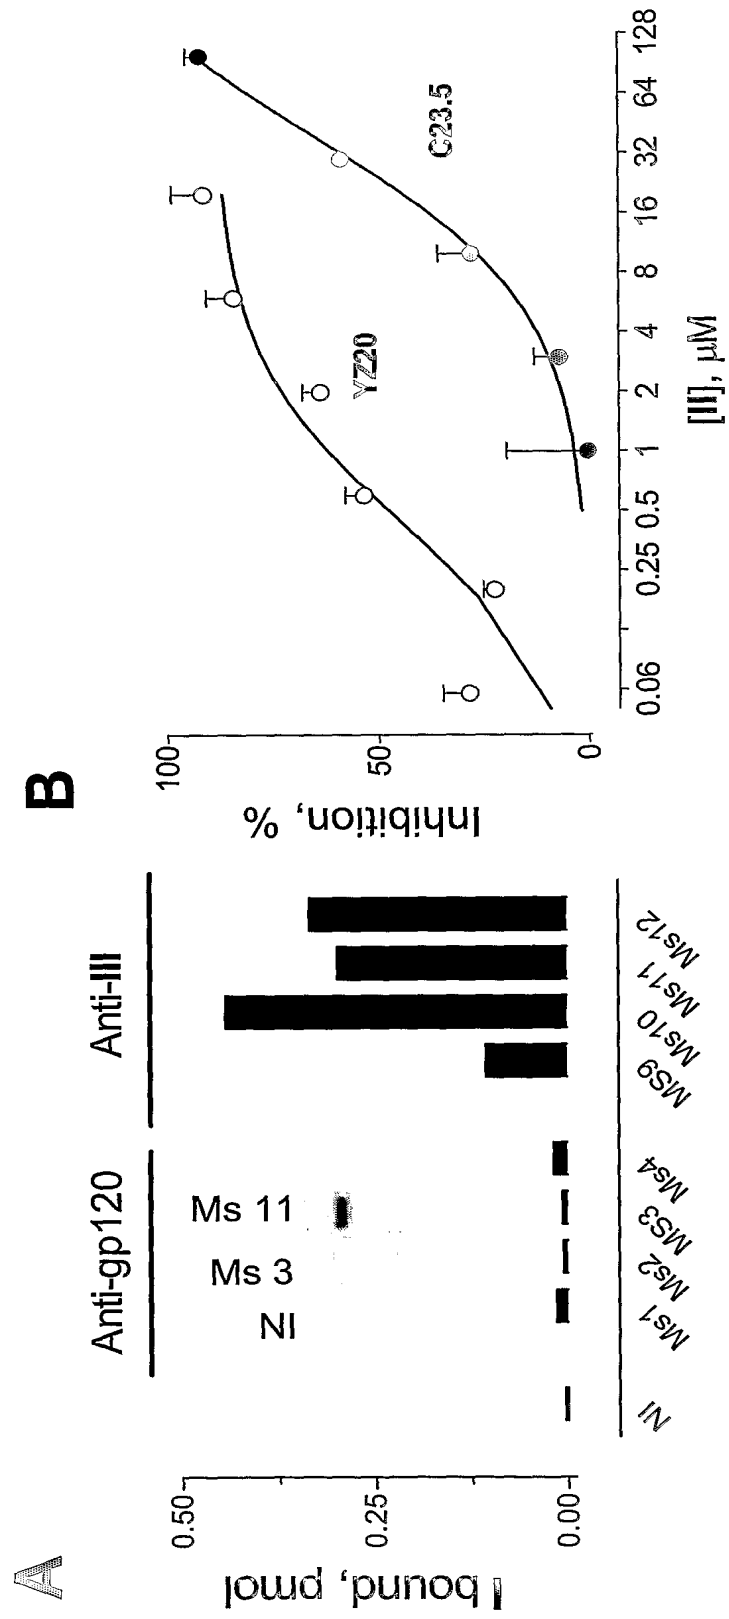 A
I bound, pmol
0.50
0.25
0.00
Anti-gp120
Anti-III
NI
Ms 3
Ms 11
NI
Ms1
Ms2
MS3
Ms4
MS9
Ms10
Ms11
Ms12
B
Inhibition, %
100
50
0
YZ20
C23.5
0.06
0.25
0.5
1
2
4
8
16
32
64
128
[II], µM